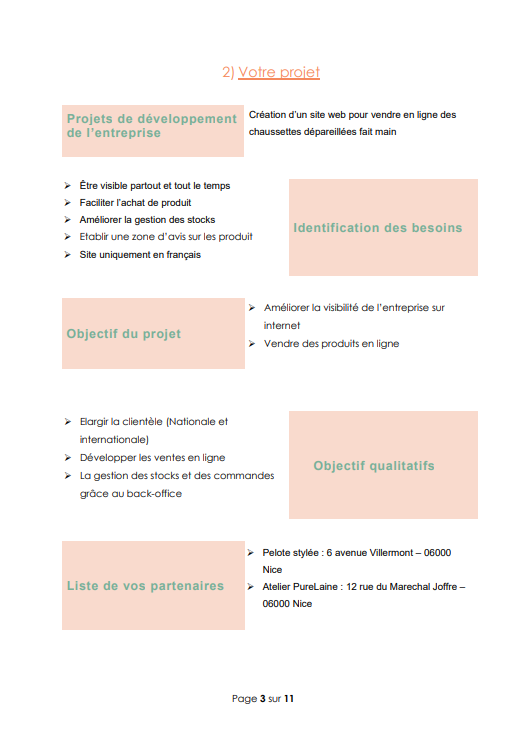 2) Votre projet
Projets de développement
de l'entreprise
Création d'un site web pour vendre en ligne des
chaussettes dépareillées fait main
➢ Être visible partout et tout le temps
➢ Faciliter l'achat de produit
➢ Améliorer la gestion des stocks
➢ Etablir une zone d'avis sur les produit
➢ Site uniquement en français
Identification des besoins
Objectif du projet
➢ Améliorer la visibilité de l'entreprise sur
internet
➢ Vendre des produits en ligne
➢ Elargir la clientèle (Nationale et
internationale)
➢ Développer les ventes en ligne
➢ La gestion des stocks et des commandes
grâce au back-office
Objectif qualitatifs
Liste de vos partenaires
➢ Pelote stylée : 6 avenue Villermont – 06000
Nice
➢ Atelier PureLaine : 12 rue du Marechal Joffre –
06000 Nice
Page 3 sur 11